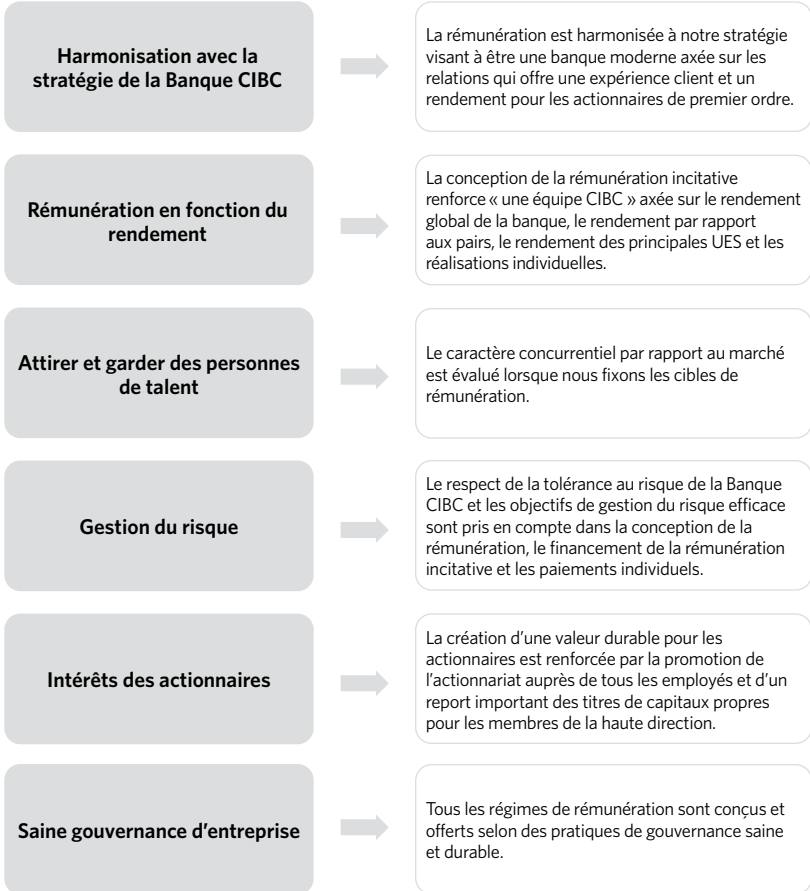 Harmonisation avec la
stratégie de la Banque CIBC
La rémunération est harmonisée à notre stratégie
visant à être une banque moderne axée sur les
relations qui offre une expérience client et un
rendement pour les actionnaires de premier ordre.
Rémunération en fonction du
rendement
La conception de la rémunération incitative
renforce « une équipe CIBC » axée sur le rendement
global de la banque, le rendement par rapport
aux pairs, le rendement des principales UES et les
réalisations individuelles.
Attirer et garder des personnes
de talent
Le caractère concurrentiel par rapport au marché
est évalué lorsque nous fixons les cibles de
rémunération.
Gestion du risque
Le respect de la tolérance au risque de la Banque
CIBC et les objectifs de gestion du risque efficace
sont pris en compte dans la conception de la
rémunération, le financement de la rémunération
incitative et les paiements individuels.
Intérêts des actionnaires
La création d'une valeur durable pour les
actionnaires est renforcée par la promotion de
l'actionnariat auprès de tous les employés et d'un
report important des titres de capitaux propres
pour les membres de la haute direction.
Saine gouvernance d'entreprise
Tous les régimes de rémunération sont conçus et
offerts selon des pratiques de gouvernance saine
et durable.